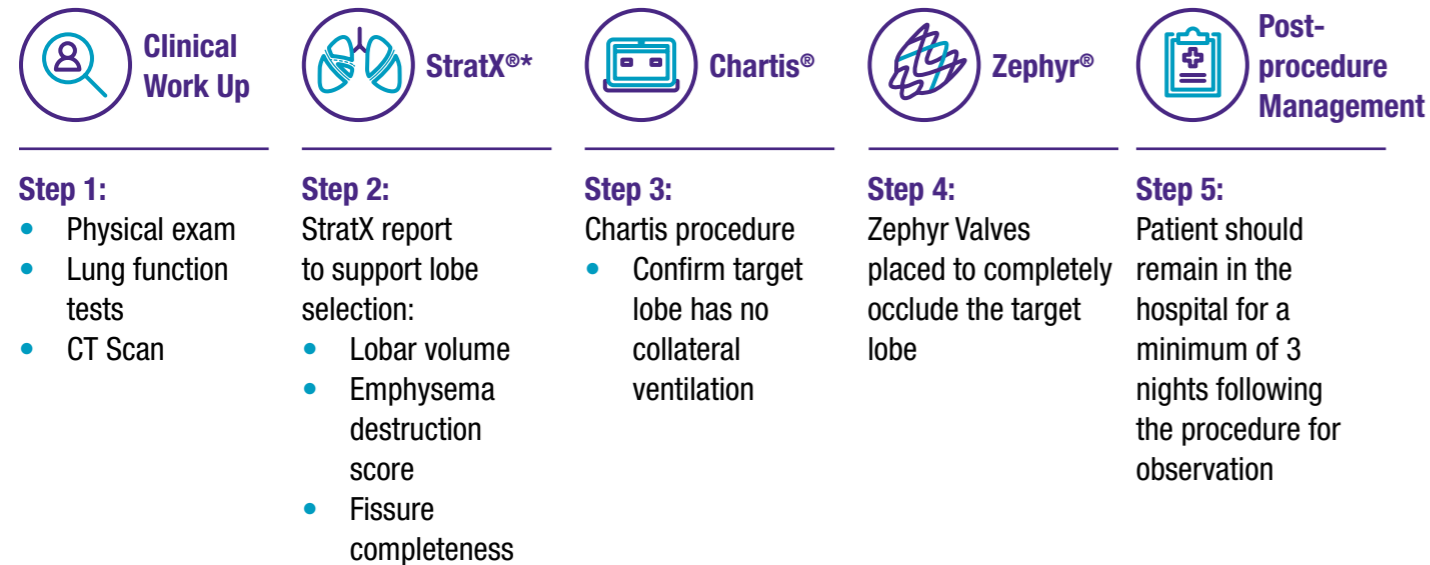 Clinical
Work Up
Step 1:
• Physical exam
• Lung function
tests
• CT Scan
StratX®*
Step 2:
StratX report
to support lobe
selection:
• Lobar volume
• Emphysema
destruction
score
• Fissure
completeness
Chartis®
Step 3:
Chartis procedure
• Confirm target
lobe has no
collateral
ventilation
Zephyr®
Step 4:
Zephyr Valves
placed to completely
occlude the target
lobe
Post-
procedure
Management
Step 5:
Patient should
remain in the
hospital for a
minimum of 3
nights following
the procedure for
observation